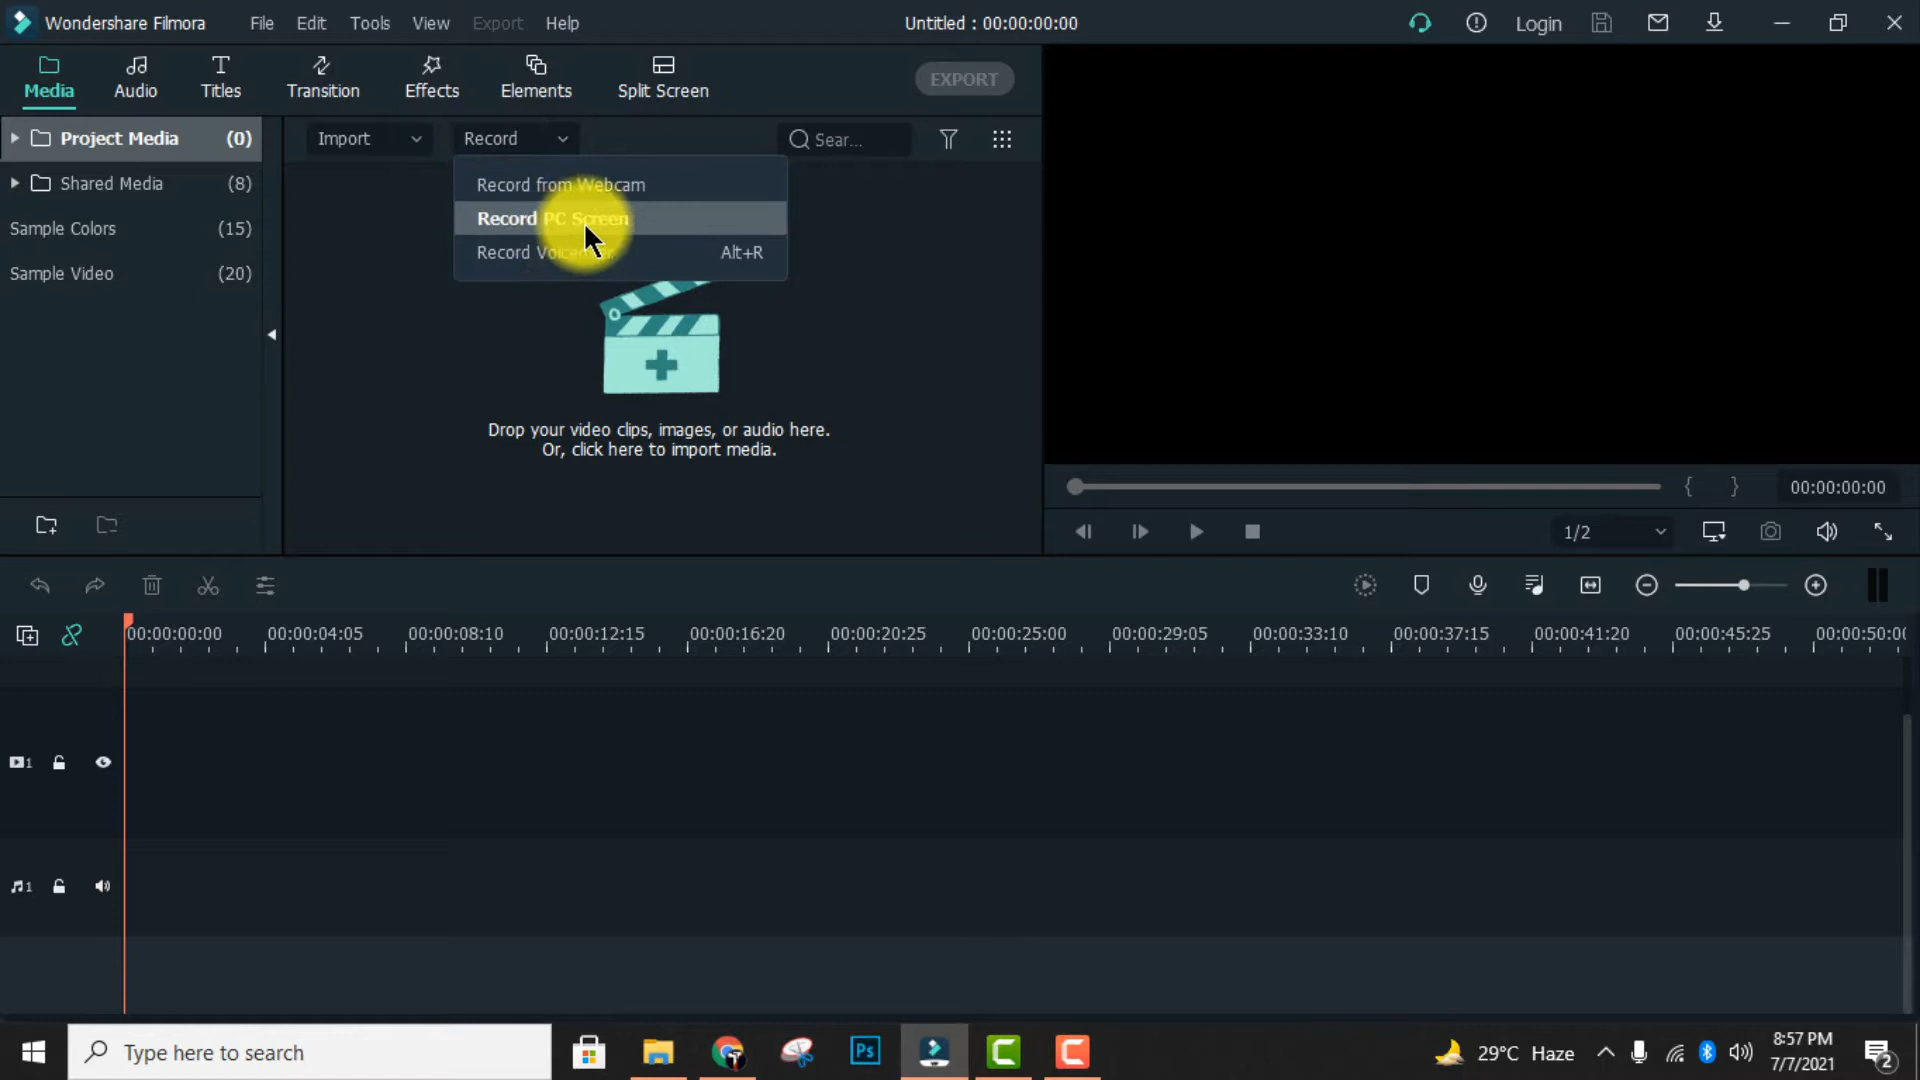 Wondershare Filmora File Edit Tools View Export Help Untitled : 00:00:00:00 Login
Media Audio Titles Transition Effects Elements Split Screen EXPORT
Project Media (0) Import Record Sear...
Shared Media (8)
Sample Colors (15)
Sample Video (20)
Record from Webcam
Record PC Screen
Record Alt+R
Drop your video clips, images, or audio here.
Or, click here to import media.
{ } 00:00:00:00
1/2
00:00:00:00 00:00:04:05 00:00:08:10 00:00:12:15 00:00:16:20 00:00:20:25 00:00:25:00 00:00:29:05 00:00:33:10 00:00:37:15 00:00:41:20 00:00:45:25
1
1
Type here to search Ps 29°C Haze 8:57 PM
7/7/2021
2